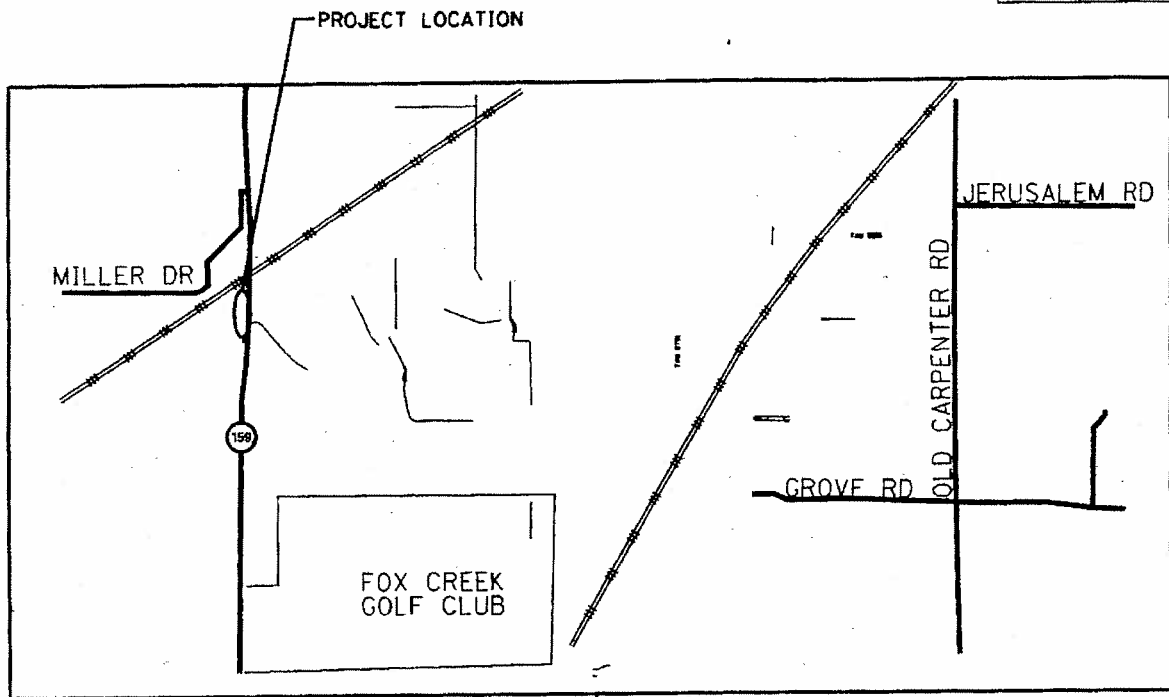 PROJECT LOCATION
MILLER DR
JERUSALEM RD
OLD CARPENTER RD
159
GROVE RD
FOX CREEK
GOLF CLUB